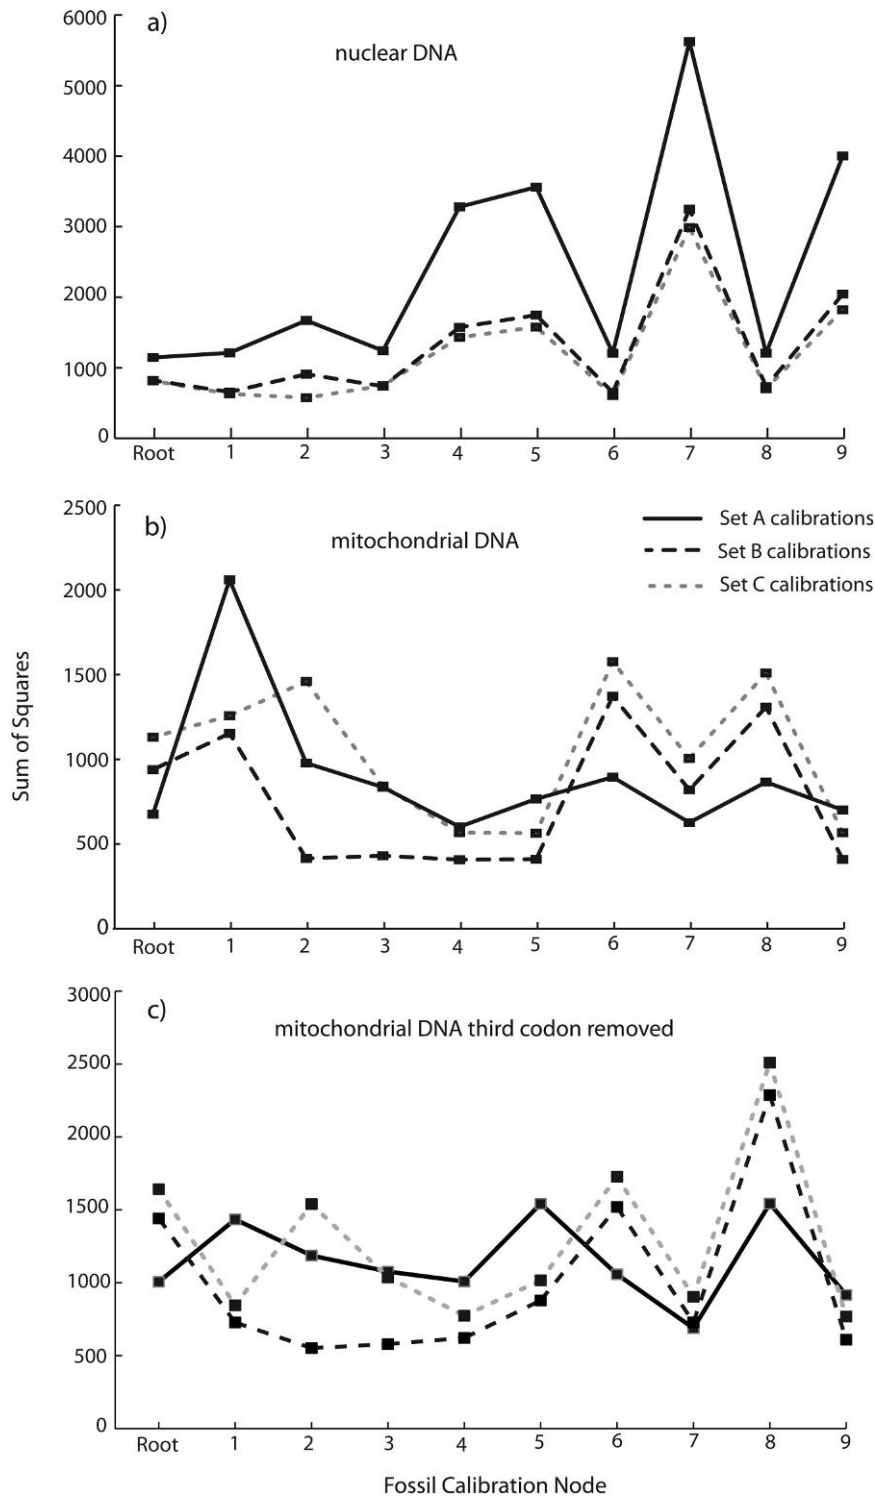 a)
nuclear DNA
6000
5000
4000
3000
2000
1000
0
Root 1 2 3 4 5 6 7 8 9
b)
mitochondrial DNA
Set A calibrations
Set B calibrations
Set C calibrations
2500
2000
1500
1000
500
0
Root 1 2 3 4 5 6 7 8 9
Sum of Squares
c)
mitochondrial DNA third codon removed
3000
2500
2000
1500
1000
500
0
Root 1 2 3 4 5 6 7 8 9
Fossil Calibration Node